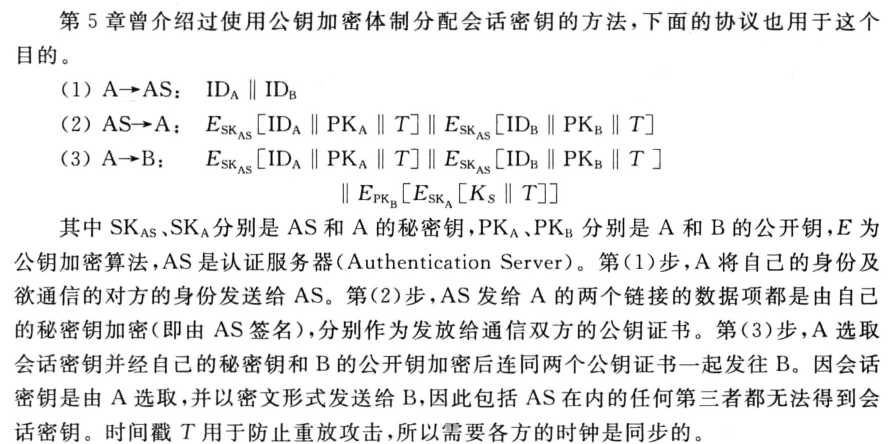 第5章曾介绍过使用公钥加密体制分配会话密钥的方法,下面的协议也用于这个
目的。
(1) A→AS: ID_A ‖ ID_B
(2) AS→A: E_{SK_{AS}}[ID_A ‖ PK_A ‖ T] ‖ E_{SK_{AS}}[ID_B ‖ PK_B ‖ T]
(3) A→B: E_{SK_{AS}}[ID_A ‖ PK_A ‖ T] ‖ E_{SK_{AS}}[ID_B ‖ PK_B ‖ T ]
‖ E_{PK_B}[E_{SK_A}[K_S ‖ T]]
其中 SK_{AS}、SK_A分别是 AS 和 A 的秘密钥,PK_A、PK_B 分别是 A 和 B 的公开钥,E 为
公钥加密算法,AS 是认证服务器(Authentication Server)。第(1)步,A 将自己的身份及
欲通信的对方的身份发送给 AS。第(2)步,AS 发给 A 的两个链接的数据项都是由自己
的秘密钥加密(即由 AS 签名),分别作为发放给通信双方的公钥证书。第(3)步,A 选取
会话密钥并经自己的秘密钥和 B 的公开钥加密后连同两个公钥证书一起发往 B。因会话
密钥是由 A 选取,并以密文形式发送给 B,因此包括 AS 在内的任何第三者都无法得到会
话密钥。时间戳 T 用于防止重放攻击,所以需要各方的时钟是同步的。